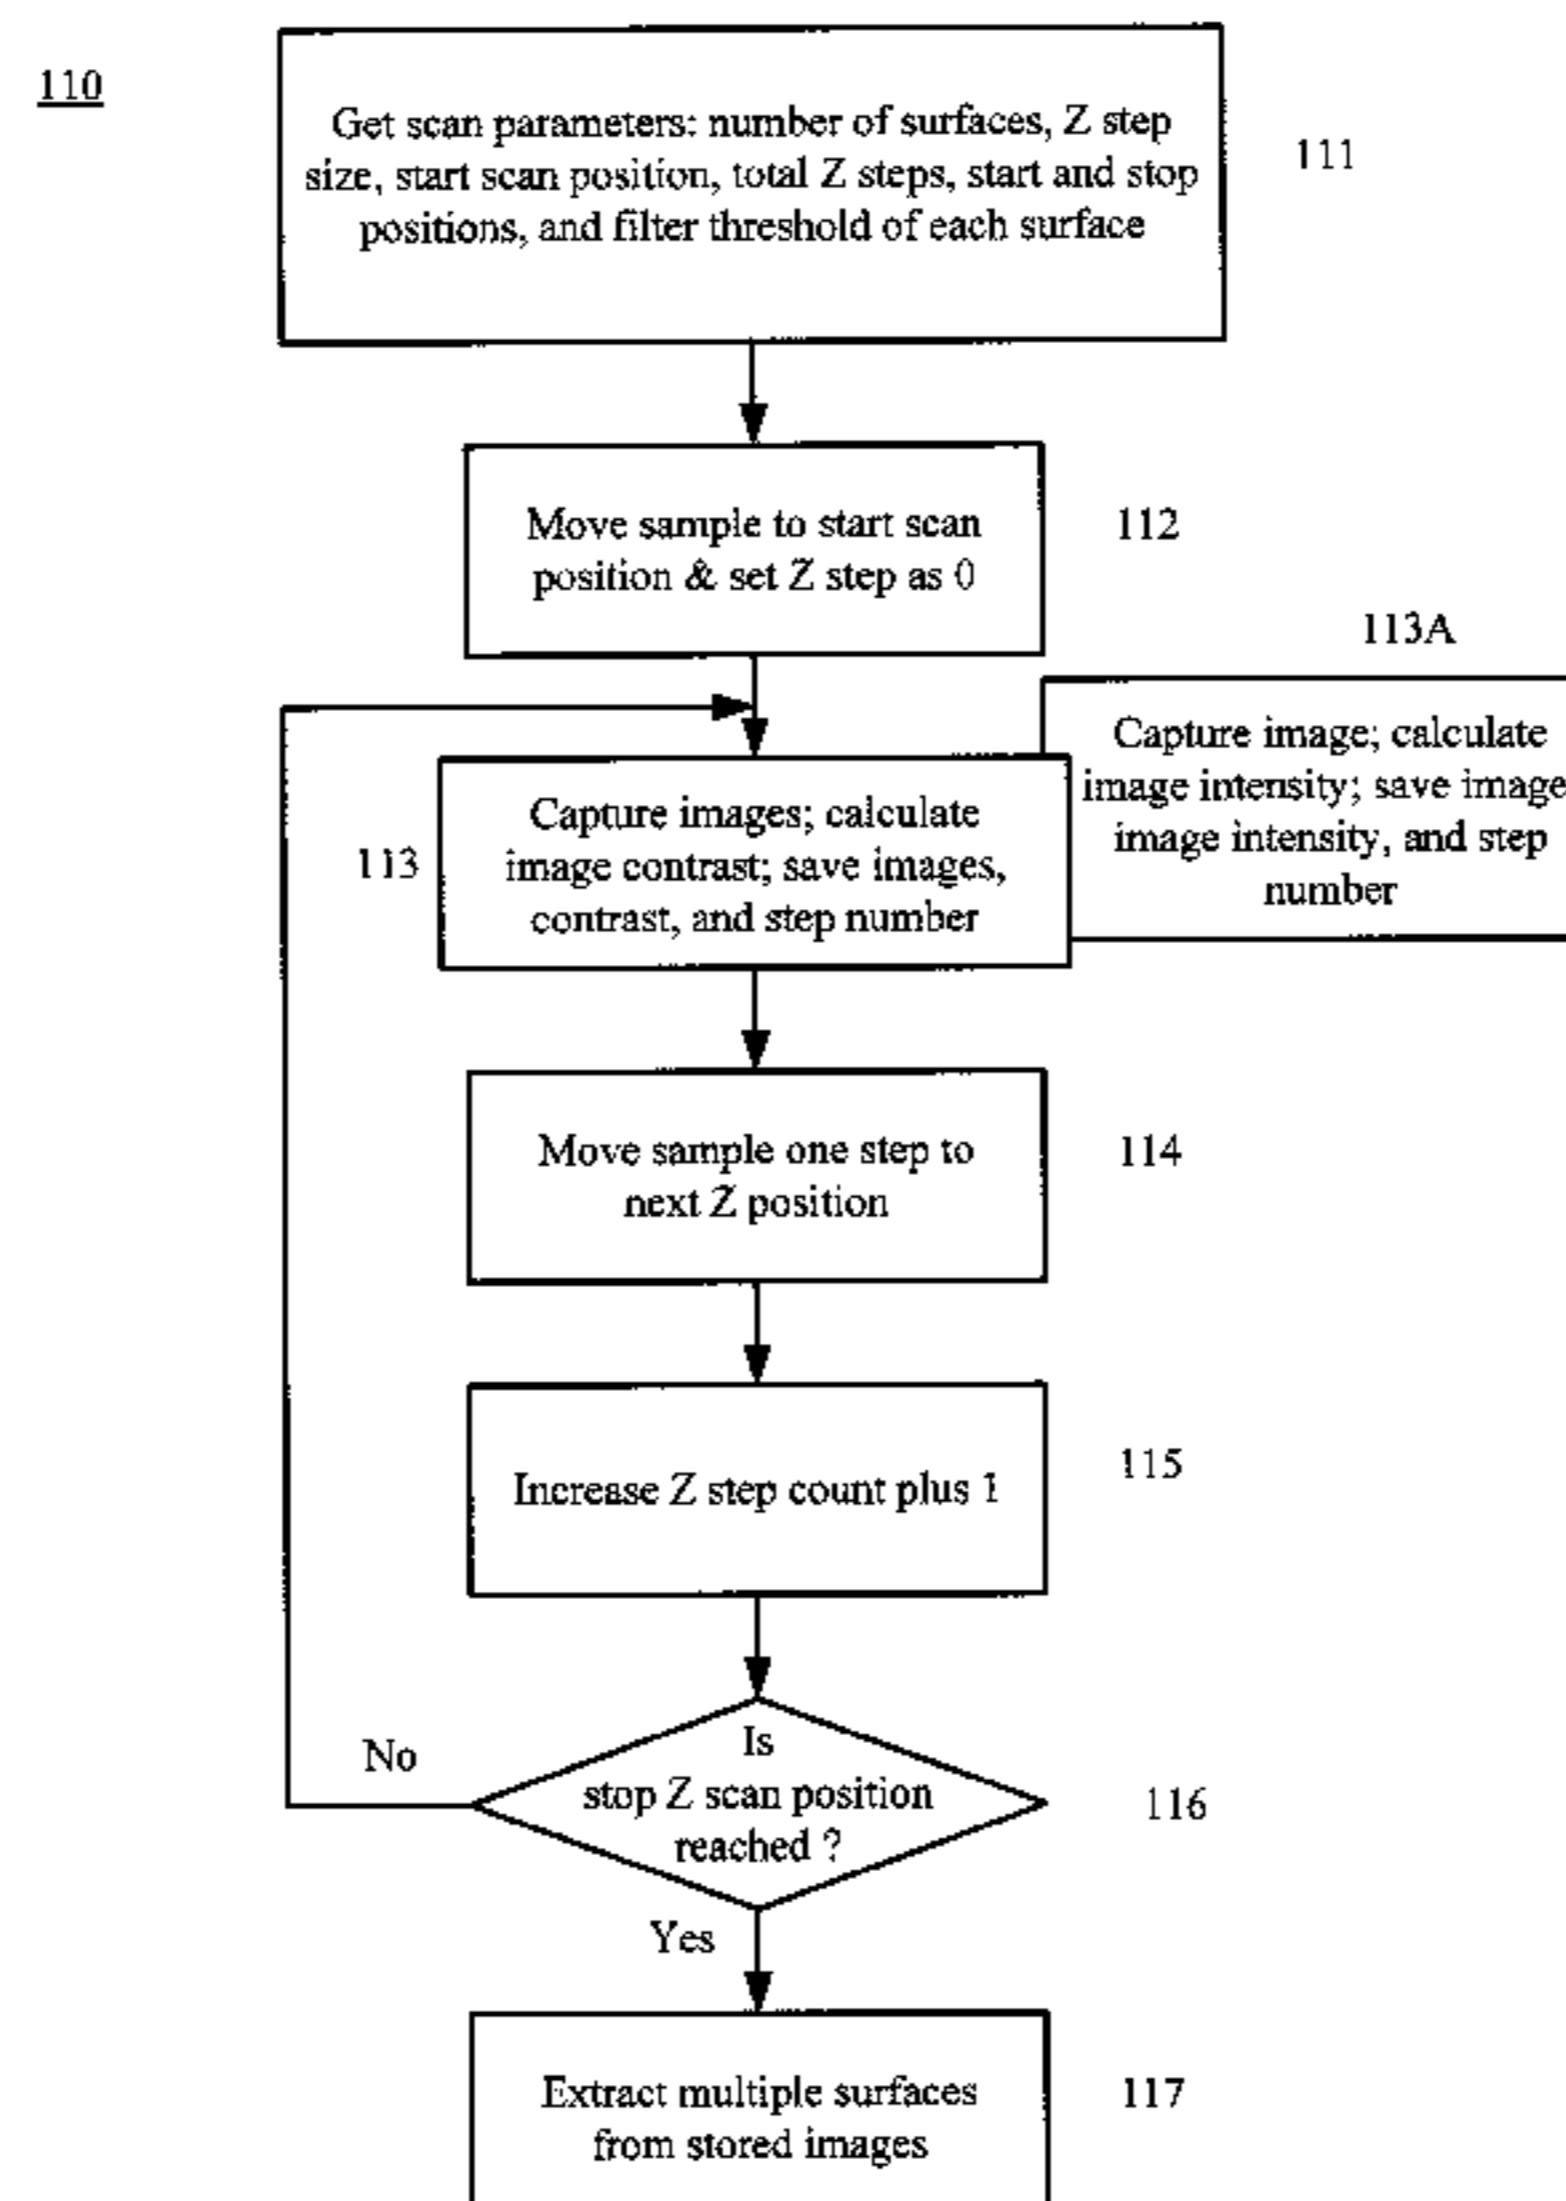 110
Get scan parameters: number of surfaces, Z step
size, start scan position, total Z steps, start and stop
positions, and filter threshold of each surface
111
Move sample to start scan
position & set Z step as 0
112
113A
Capture image; calculate
image intensity; save image
image intensity, and step
number
Capture images; calculate
image contrast; save images,
contrast, and step number
113
Move sample one step to
next Z position
114
Increase Z step count plus 1
115
Is
stop Z scan position
reached ?
116
No
Yes
Extract multiple surfaces
from stored images
117